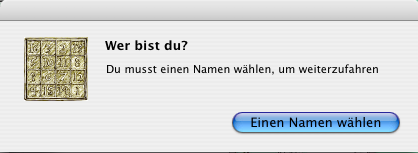 Wer bist du?
Du musst einen Namen wählen, um weiterzufahren
Einen Namen wählen